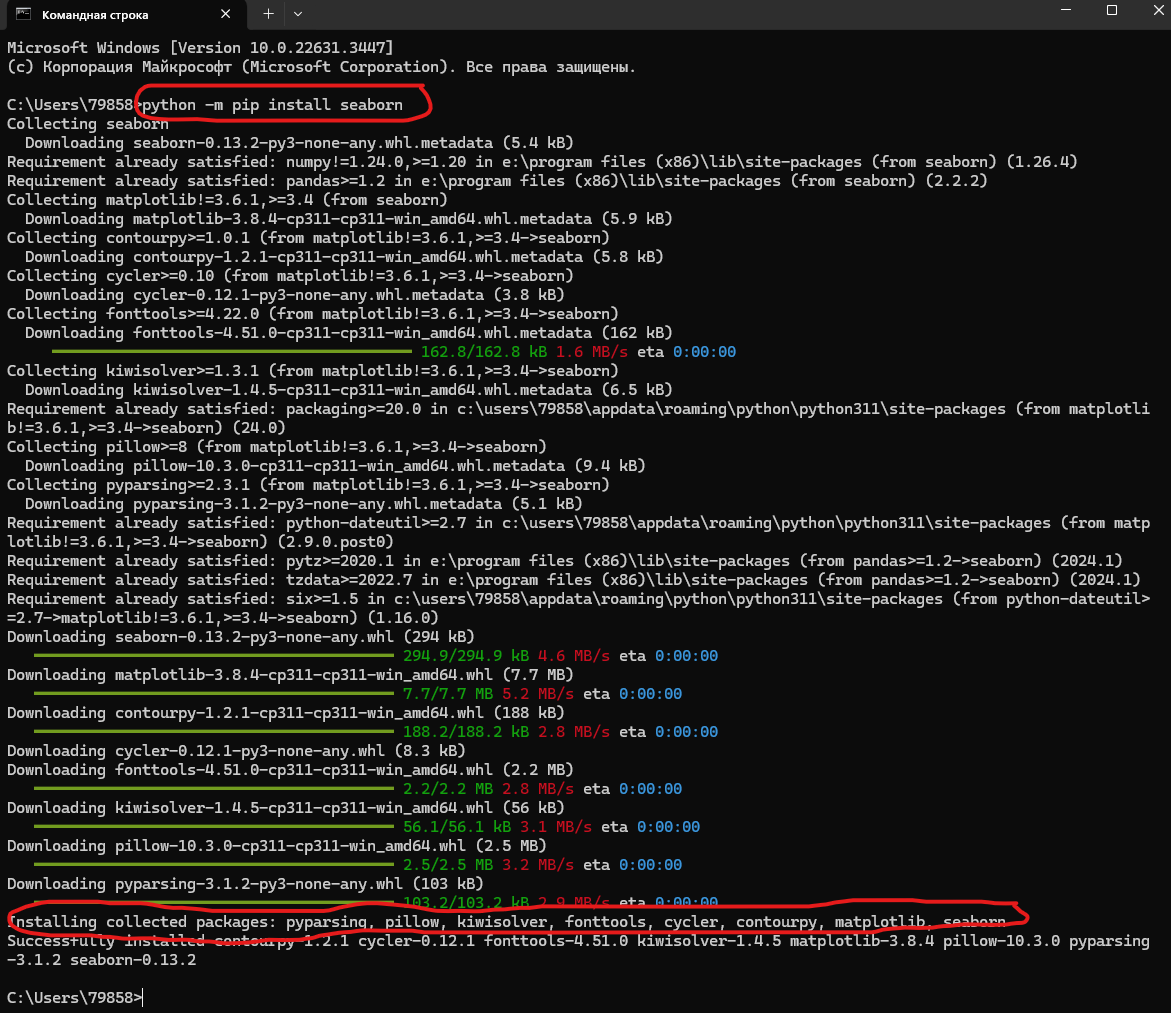 Командная строка
Microsoft Windows [Version 10.0.22631.3447]
(c) Корпорация Майкрософт (Microsoft Corporation). Все права защищены.
C:\Users\79858>python -m pip install seaborn
Collecting seaborn
  Downloading seaborn-0.13.2-py3-none-any.whl.metadata (5.4 kB)
Requirement already satisfied: numpy!=1.24.0,>=1.20 in e:\program files (x86)\lib\site-packages (from seaborn) (1.26.4)
Requirement already satisfied: pandas>=1.2 in e:\program files (x86)\lib\site-packages (from seaborn) (2.2.2)
Collecting matplotlib!=3.6.1,>=3.4 (from seaborn)
  Downloading matplotlib-3.8.4-cp311-cp311-win_amd64.whl.metadata (5.9 kB)
Collecting contourpy>=1.0.1 (from matplotlib!=3.6.1,>=3.4->seaborn)
  Downloading contourpy-1.2.1-cp311-cp311-win_amd64.whl.metadata (5.8 kB)
Collecting cycler>=0.10 (from matplotlib!=3.6.1,>=3.4->seaborn)
  Downloading cycler-0.12.1-py3-none-any.whl.metadata (3.8 kB)
Collecting fonttools>=4.22.0 (from matplotlib!=3.6.1,>=3.4->seaborn)
  Downloading fonttools-4.51.0-cp311-cp311-win_amd64.whl.metadata (162 kB)
162.8/162.8 kB 1.6 MB/s eta 0:00:00
Collecting kiwisolver>=1.3.1 (from matplotlib!=3.6.1,>=3.4->seaborn)
  Downloading kiwisolver-1.4.5-cp311-cp311-win_amd64.whl.metadata (6.5 kB)
Requirement already satisfied: packaging>=20.0 in c:\users\79858\appdata\roaming\python\python311\site-packages (from matplotli
b!=3.6.1,>=3.4->seaborn) (24.0)
Collecting pillow>=8 (from matplotlib!=3.6.1,>=3.4->seaborn)
  Downloading pillow-10.3.0-cp311-cp311-win_amd64.whl.metadata (9.4 kB)
Collecting pyparsing>=2.3.1 (from matplotlib!=3.6.1,>=3.4->seaborn)
  Downloading pyparsing-3.1.2-py3-none-any.whl.metadata (5.1 kB)
Requirement already satisfied: python-dateutil>=2.7 in c:\users\79858\appdata\roaming\python\python311\site-packages (from matp
lotlib!=3.6.1,>=3.4->seaborn) (2.9.0.post0)
Requirement already satisfied: pytz>=2020.1 in e:\program files (x86)\lib\site-packages (from pandas>=1.2->seaborn) (2024.1)
Requirement already satisfied: tzdata>=2022.7 in e:\program files (x86)\lib\site-packages (from pandas>=1.2->seaborn) (2024.1)
Requirement already satisfied: six>=1.5 in c:\users\79858\appdata\roaming\python\python311\site-packages (from python-dateutil>
=2.7->matplotlib!=3.6.1,>=3.4->seaborn) (1.16.0)
Downloading seaborn-0.13.2-py3-none-any.whl (294 kB)
294.9/294.9 kB 4.6 MB/s eta 0:00:00
Downloading matplotlib-3.8.4-cp311-cp311-win_amd64.whl (7.7 MB)
7.7/7.7 MB 5.2 MB/s eta 0:00:00
Downloading contourpy-1.2.1-cp311-cp311-win_amd64.whl (188 kB)
188.2/188.2 kB 2.8 MB/s eta 0:00:00
Downloading cycler-0.12.1-py3-none-any.whl (8.3 kB)
Downloading fonttools-4.51.0-cp311-cp311-win_amd64.whl (2.2 MB)
2.2/2.2 MB 2.8 MB/s eta 0:00:00
Downloading kiwisolver-1.4.5-cp311-cp311-win_amd64.whl (56 kB)
56.1/56.1 kB 3.1 MB/s eta 0:00:00
Downloading pillow-10.3.0-cp311-cp311-win_amd64.whl (2.5 MB)
2.5/2.5 MB 3.2 MB/s eta 0:00:00
Downloading pyparsing-3.1.2-py3-none-any.whl (103 kB)
103.2/103.2 kB 2.9 MB/s eta 0:00:00
Installing collected packages: pyparsing, pillow, kiwisolver, fonttools, cycler, contourpy, matplotlib, seaborn
Successfully installed contourpy-1.2.1 cycler-0.12.1 fonttools-4.51.0 kiwisolver-1.4.5 matplotlib-3.8.4 pillow-10.3.0 pyparsing
-3.1.2 seaborn-0.13.2
C:\Users\79858>